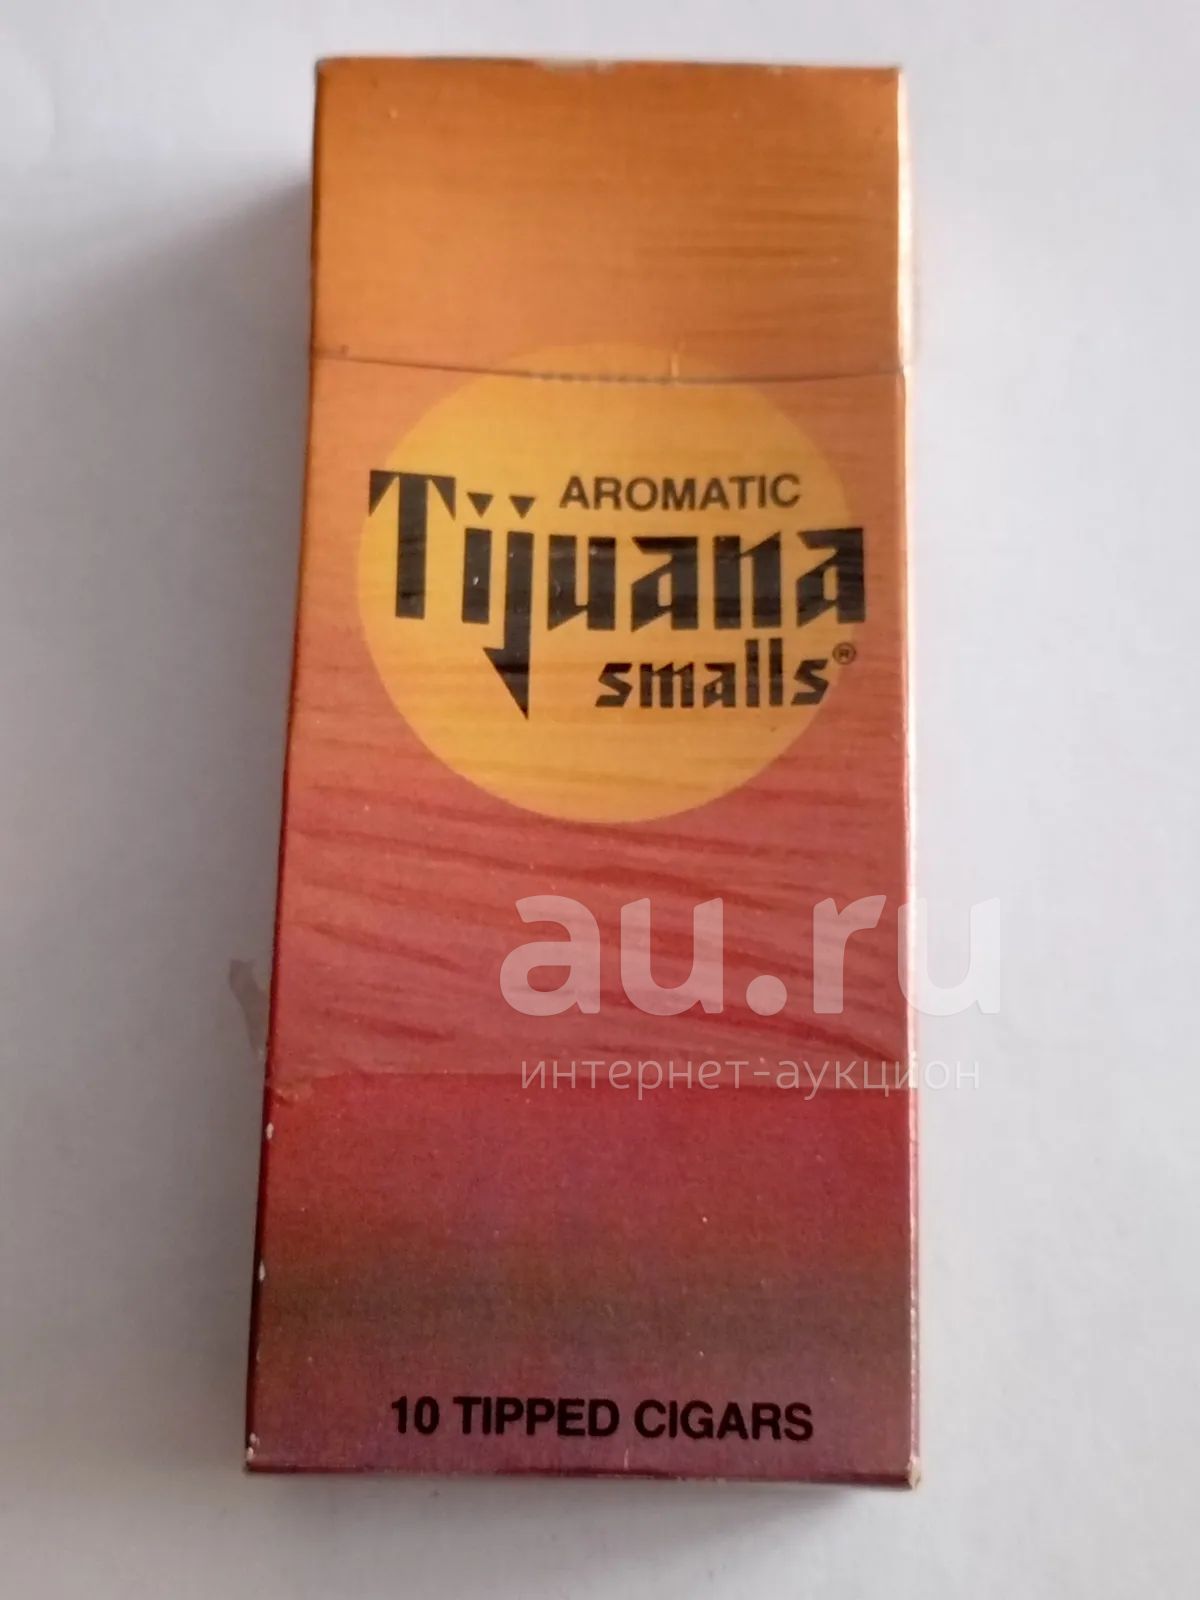 AROMATIC
Tijuana
smalls®
au.ru
интернет-аукцион
10 TIPPED CIGARS